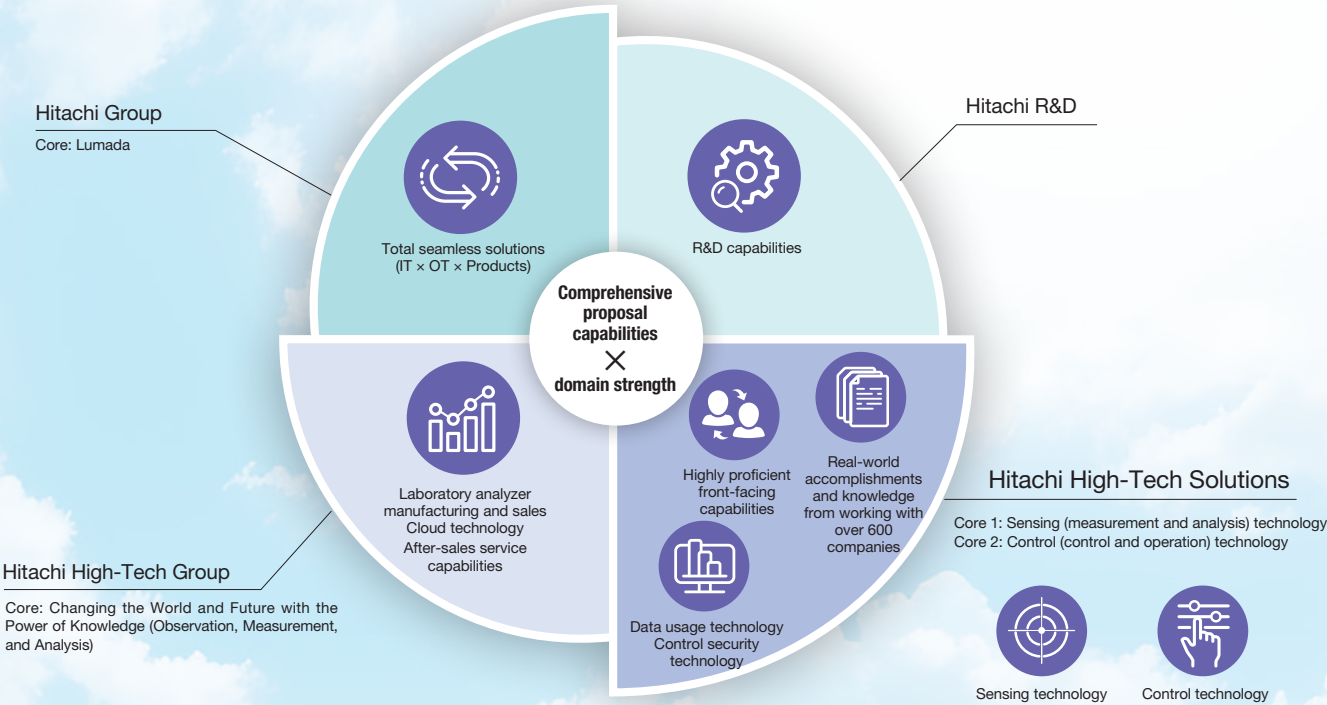 Hitachi Group
Core: Lumada
Total seamless solutions
(IT × OT × Products)
Hitachi R&D
R&D capabilities
Comprehensive
proposal
capabilities
×
domain strength
Laboratory analyzer
manufacturing and sales
Cloud technology
After-sales service
capabilities
Hitachi High-Tech Group
Core: Changing the World and Future with the
Power of Knowledge (Observation, Measurement,
and Analysis)
Highly proficient
front-facing
capabilities
Real-world
accomplishments
and knowledge
from working with
over 600
companies
Data usage technology
Control security
technology
Hitachi High-Tech Solutions
Core 1: Sensing (measurement and analysis) technology
Core 2: Control (control and operation) technology
Sensing technology
Control technology